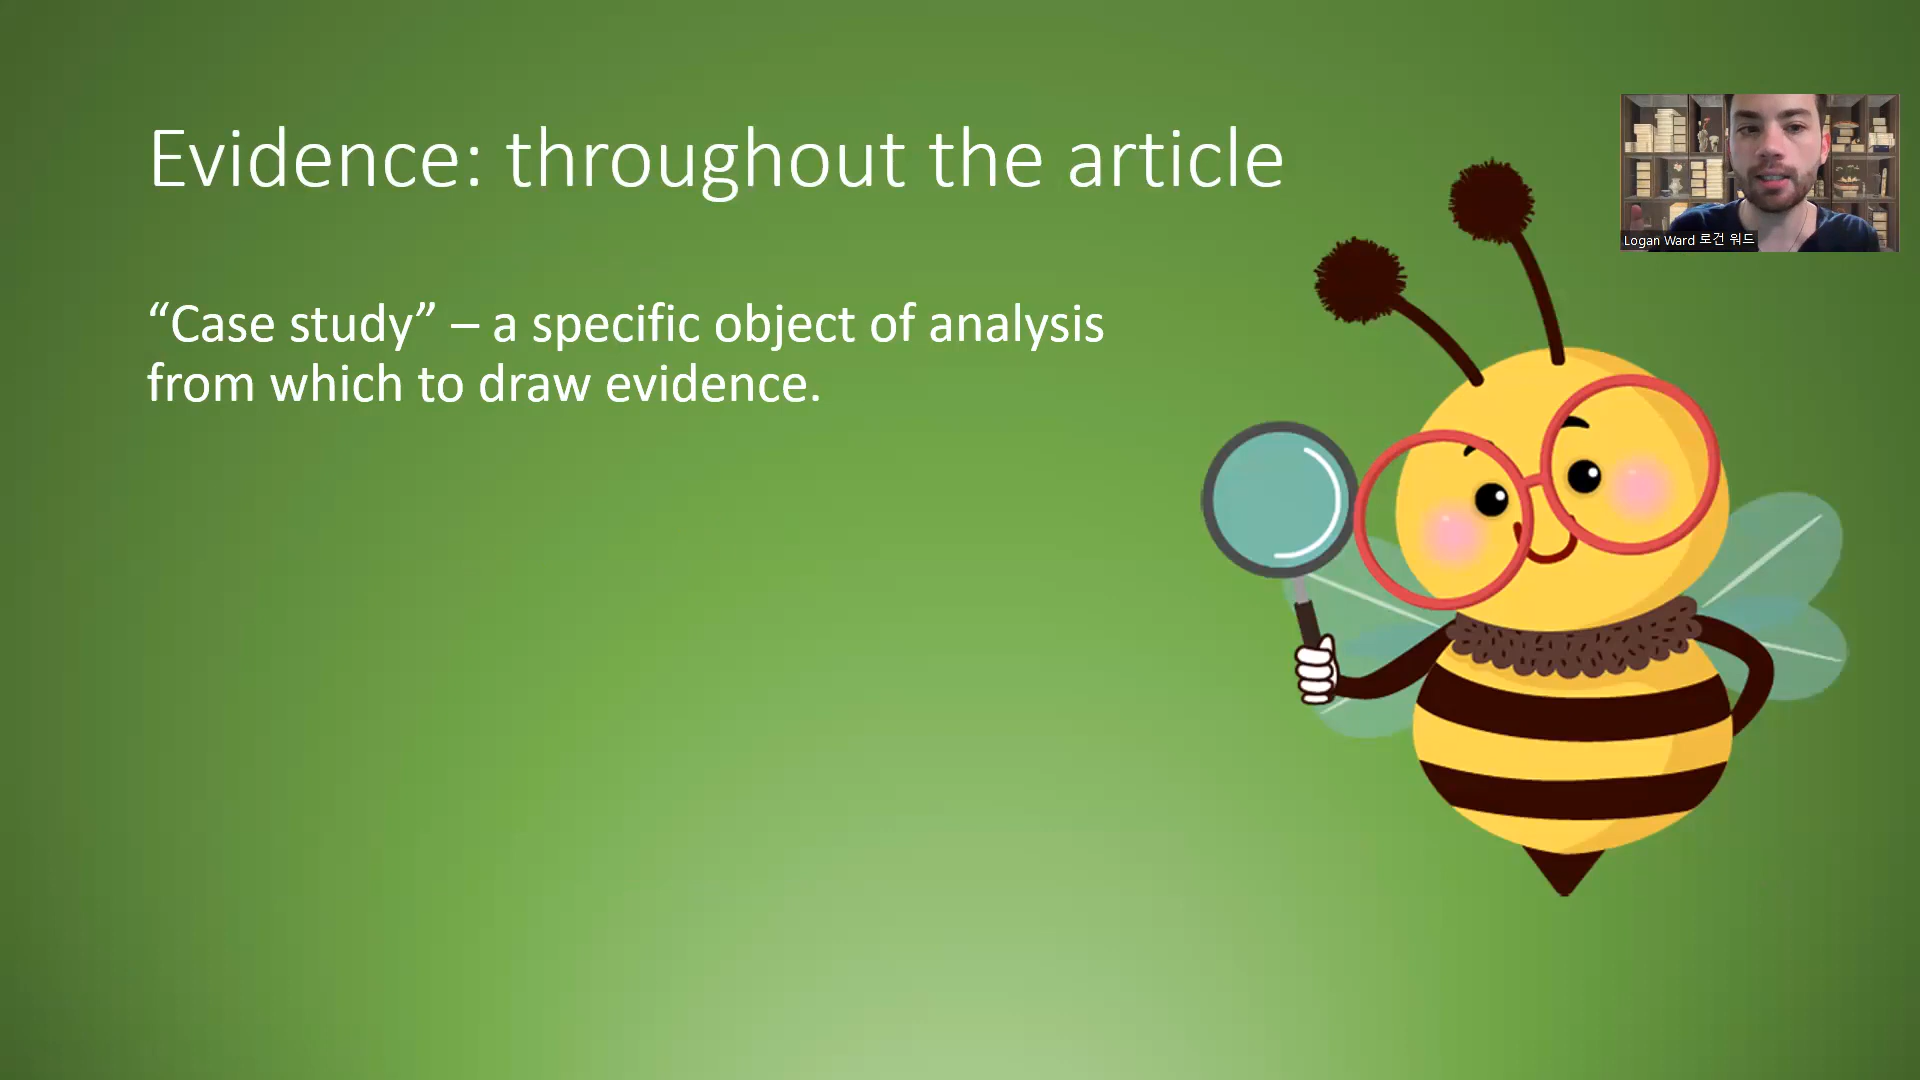 Evidence: throughout the article
“Case study” – a specific object of analysis
from which to draw evidence.
Logan Ward 로건 워드